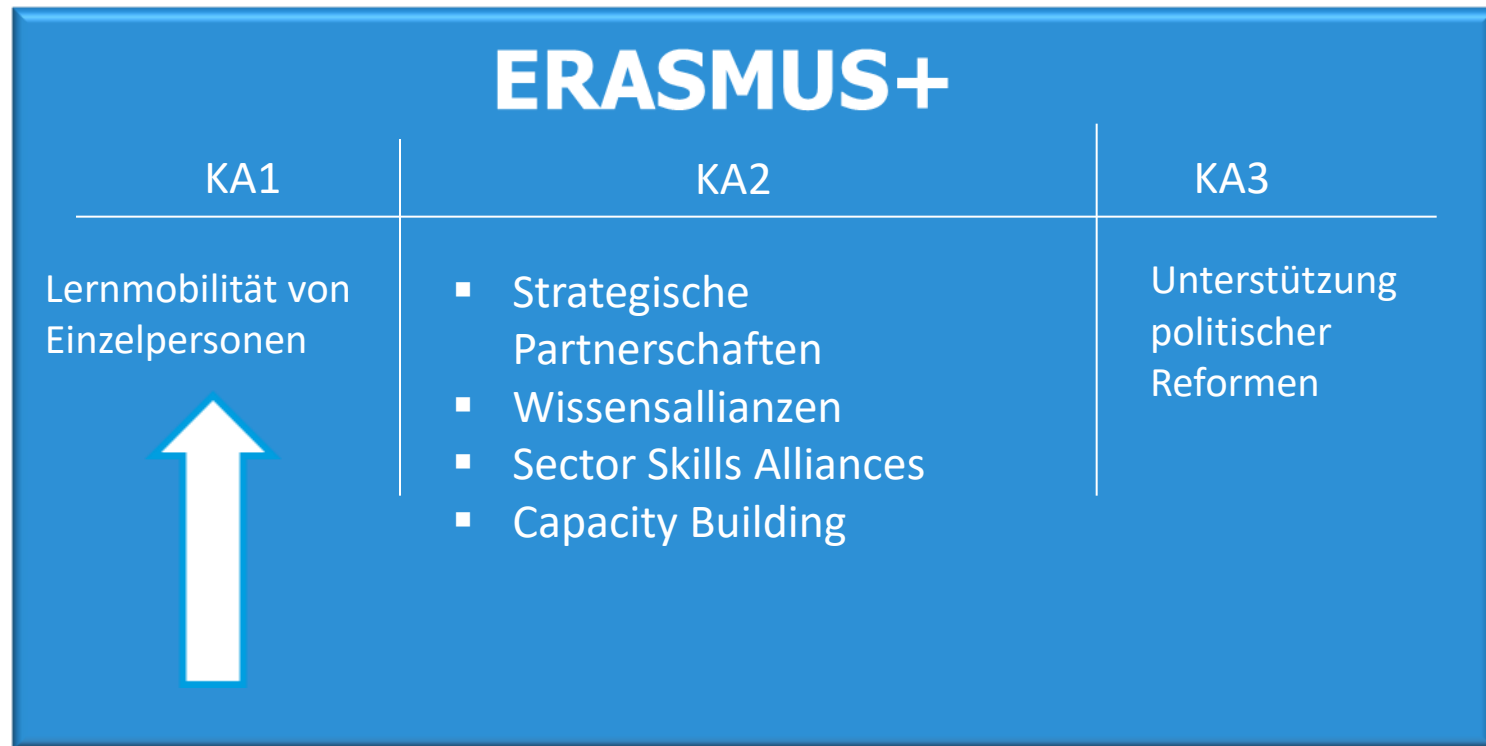 ERASMUS+
KA1
KA2
KA3
Lernmobilität von
Einzelpersonen
▪ Strategische
Partnerschaften
▪ Wissensallianzen
▪ Sector Skills Alliances
▪ Capacity Building
Unterstützung
politischer
Reformen